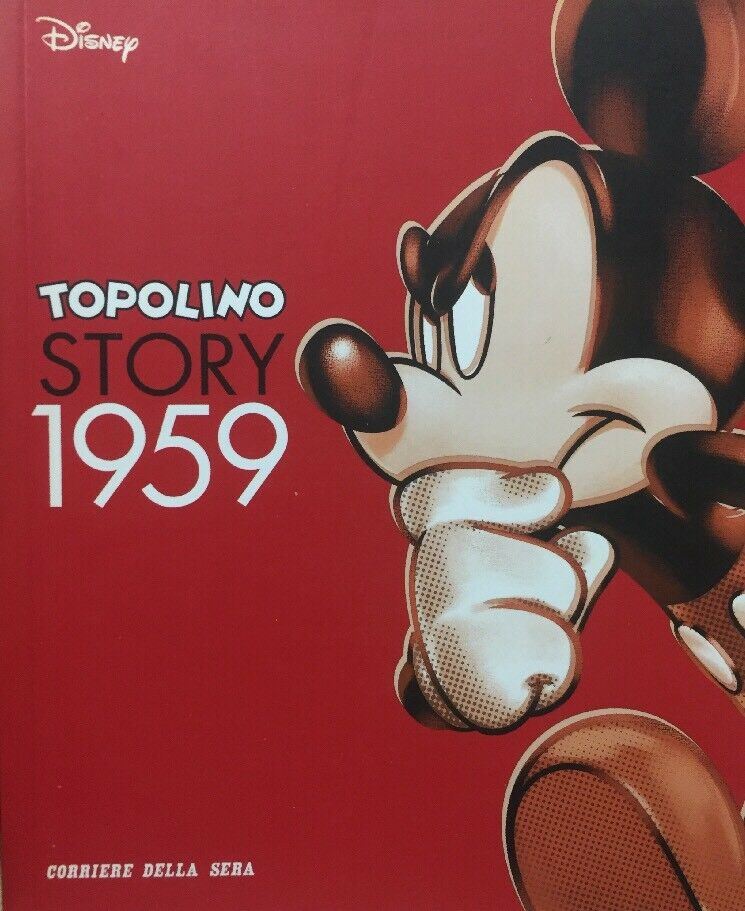 Disney
TOPOLINO
STORY
1959
CORRIERE DELLA SERA